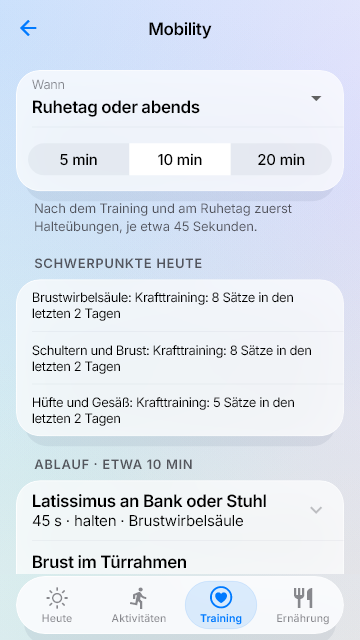 Mobility
Wann
Ruhetag oder abends
5 min
10 min
20 min
Nach dem Training und am Ruhetag zuerst
Halteübungen, je etwa 45 Sekunden.
SCHWERPUNKTE HEUTE
Brustwirbelsäule: Krafttraining: 8 Sätze in den
letzten 2 Tagen
Schultern und Brust: Krafttraining: 8 Sätze in den
letzten 2 Tagen
Hüfte und Gesäß: Krafttraining: 5 Sätze in den
letzten 2 Tagen
ABLAUF · ETWA 10 MIN
Latissimus an Bank oder Stuhl
45 s · halten · Brustwirbelsäule
Brust im Türrahmen
Heute
Aktivitäten
Training
Ernährung